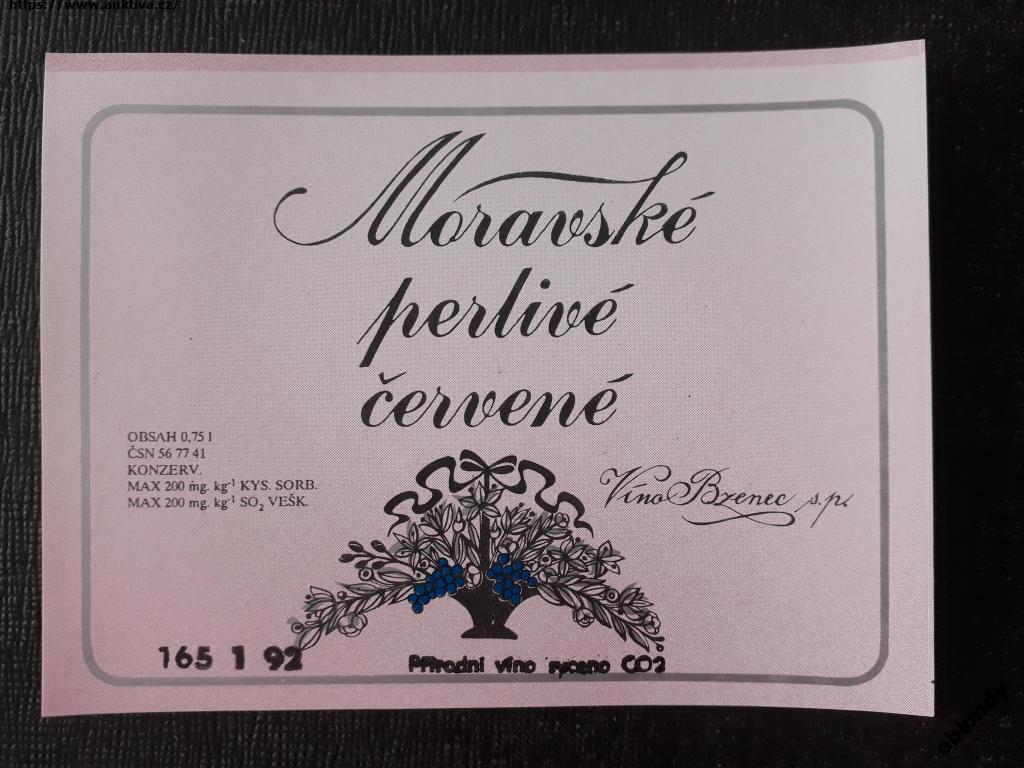 https://www.auktiva.cz/
Moravské
perlivé
červené
OBSAH 0,75 l
ČSN 56 77 41
KONZERV.
MAX 200 mg. kg⁻¹ KYS. SORB.
MAX 200 mg. kg⁻¹ SO₂ VEŠK.
Víno Bzenec s.p.
165 1 92
Přírodní víno syceno CO2
eblondy